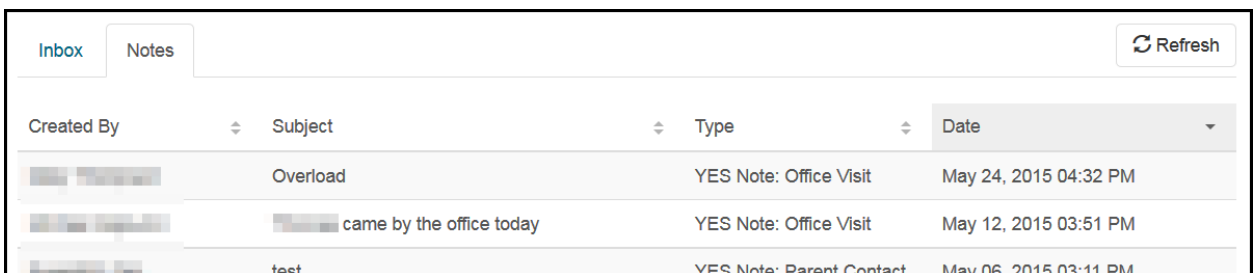 Inbox Notes Refresh
Created By Subject Type Date
Overload YES Note: Office Visit May 24, 2015 04:32 PM
came by the office today YES Note: Office Visit May 12, 2015 03:51 PM
test YES Note: Parent Contact May 06, 2015 03:11 PM